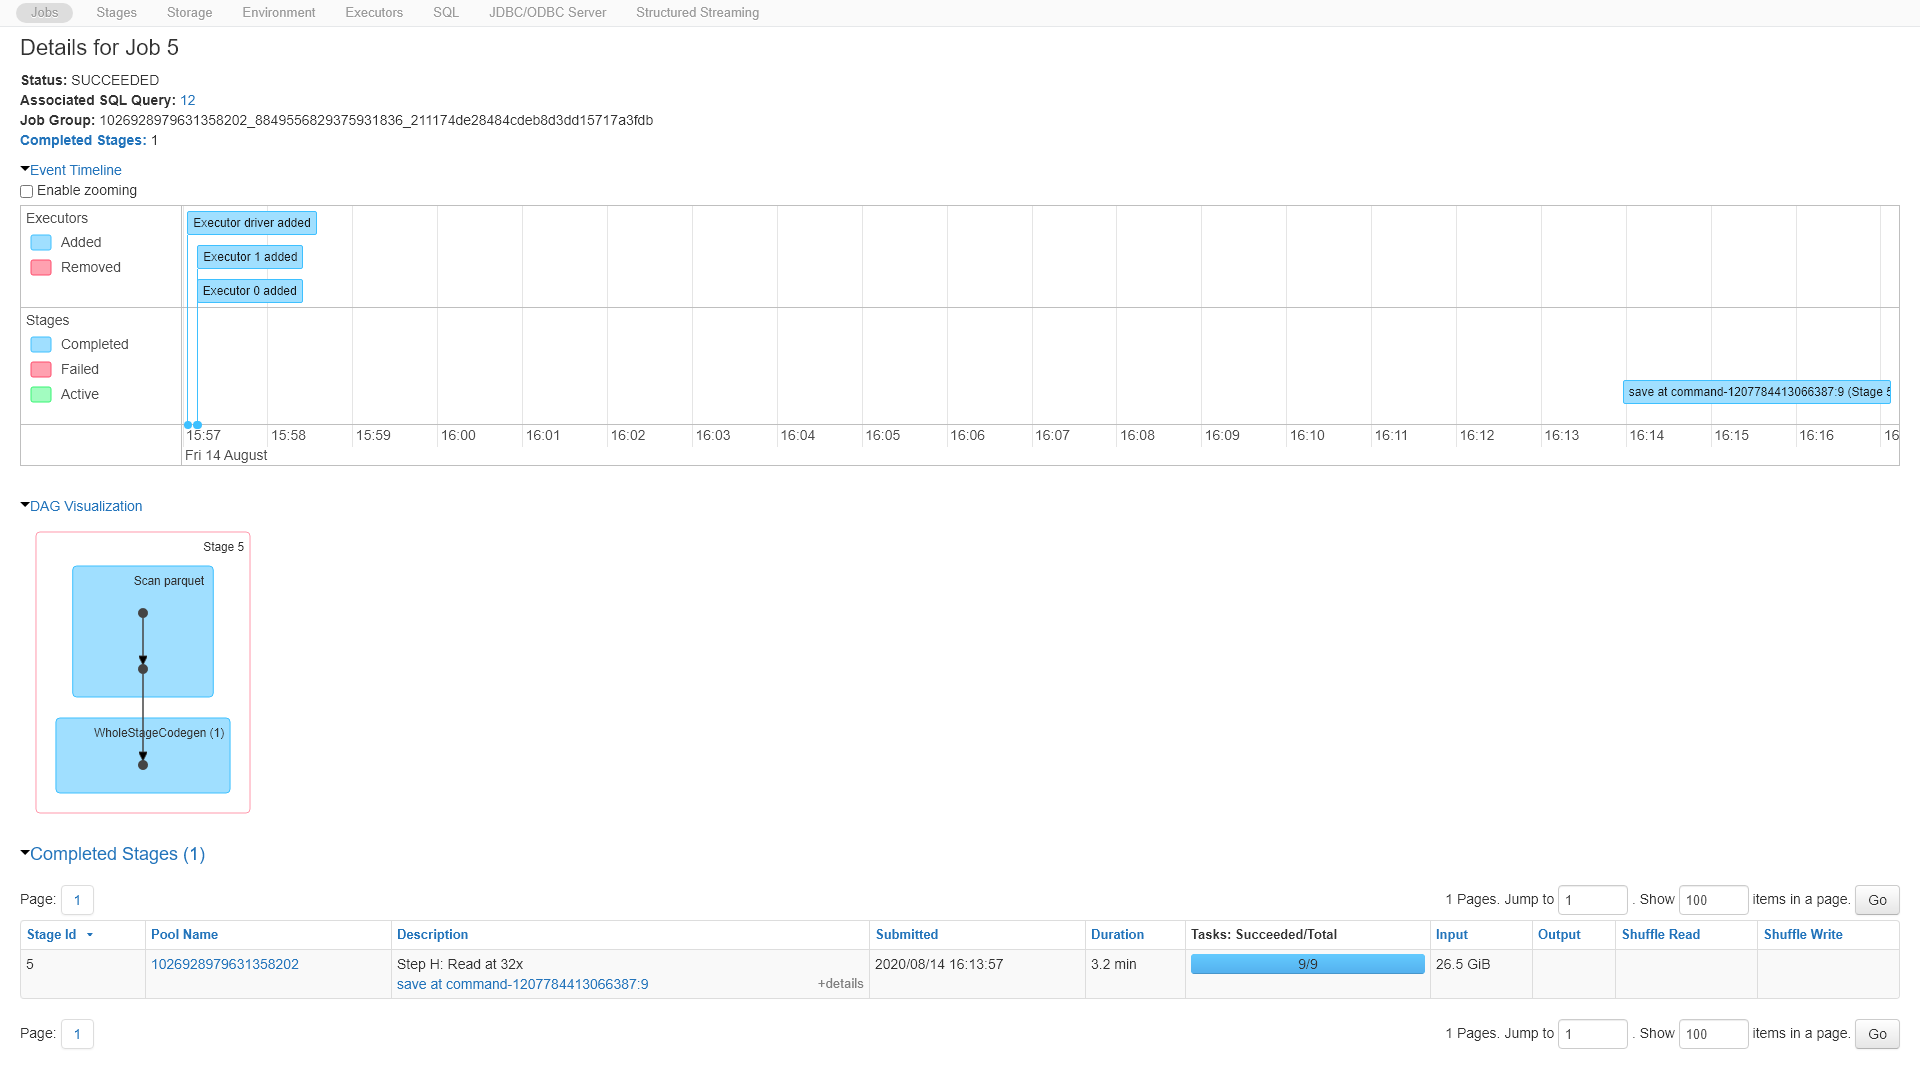 Jobs Stages Storage Environment Executors SQL JDBC/ODBC Server Structured Streaming
Details for Job 5
Status: SUCCEEDED
Associated SQL Query: 12
Job Group: 1026928979631358202_8849556829375931836_211174de28484cdeb8d3dd15717a3fdb
Completed Stages: 1
Event Timeline
Enable zooming
Executors
Added
Removed
Executor driver added
Executor 1 added
Executor 0 added
Stages
Completed
Failed
Active
save at command-1207784413066387:9 (Stage 5
15:57 15:58 15:59 16:00 16:01 16:02 16:03 16:04 16:05 16:06 16:07 16:08 16:09 16:10 16:11 16:12 16:13 16:14 16:15 16:16 16
Fri 14 August
DAG Visualization
Stage 5
Scan parquet
WholeStageCodegen (1)
Completed Stages (1)
Page: 1 1 Pages. Jump to 1 . Show 100 items in a page. Go
Stage Id Pool Name Description Submitted Duration Tasks: Succeeded/Total Input Output Shuffle Read Shuffle Write
5 1026928979631358202 Step H: Read at 32x 2020/08/14 16:13:57 3.2 min 9/9 26.5 GiB
save at command-1207784413066387:9 +details
Page: 1 1 Pages. Jump to 1 . Show 100 items in a page. Go